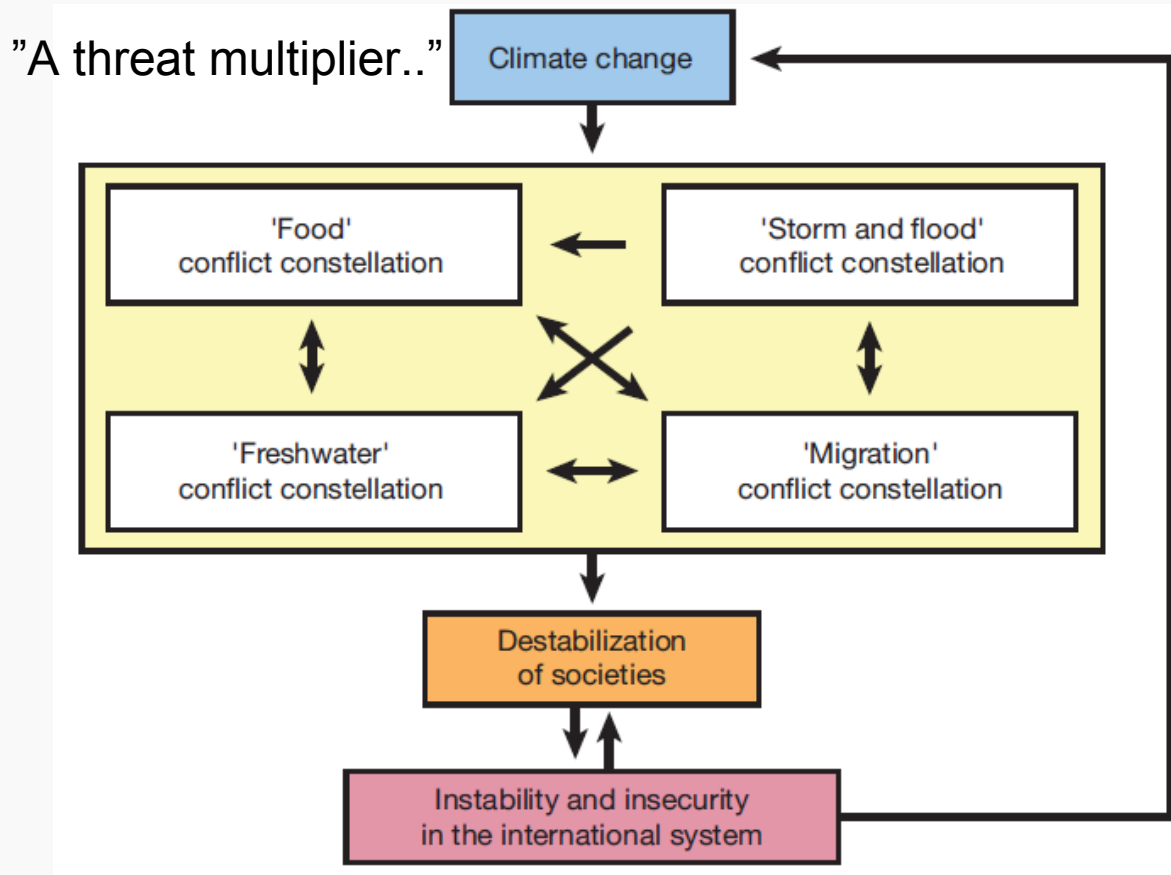 ”A threat multiplier..”
Climate change
'Food'
conflict constellation
'Storm and flood'
conflict constellation
'Freshwater'
conflict constellation
'Migration'
conflict constellation
Destabilization
of societies
Instability and insecurity
in the international system